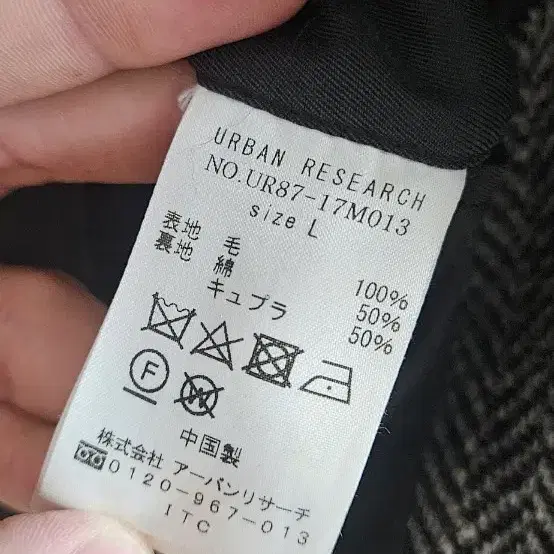 URBAN RESEARCH
NO.UR87-17M013
size L
表地 毛 100%
裏地 綿 50%
キュプラ 50%
F
W
中国製
株式会社 アーバンリサーチ
0120-967-013
ITC